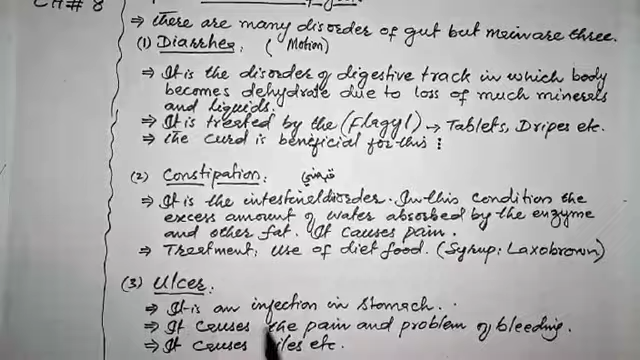 CH# 8
⇒ There are many disorder of gut but mein are three.
(1) Diarrhea: (Motion)
⇒ It is the disorder of digestive track in which body
becomes dehydrate due to loss of much minerals
and liquids.
⇒ It is treated by the (Flagyl) → Tablets, Dripes etc.
⇒ The curd is beneficial for this :
(2) Constipation:
⇒ It is the intestinal disorder. In this condition the
excess amount of water absorbed by the enzyme
and other fat. It causes pain.
⇒ Treatment: use of diet food. (Syrup: Laxobrown)
(3) Ulcer:
⇒ It is an infection in stomach.
⇒ It causes the pain and problem of bleeding.
⇒ It causes etc.